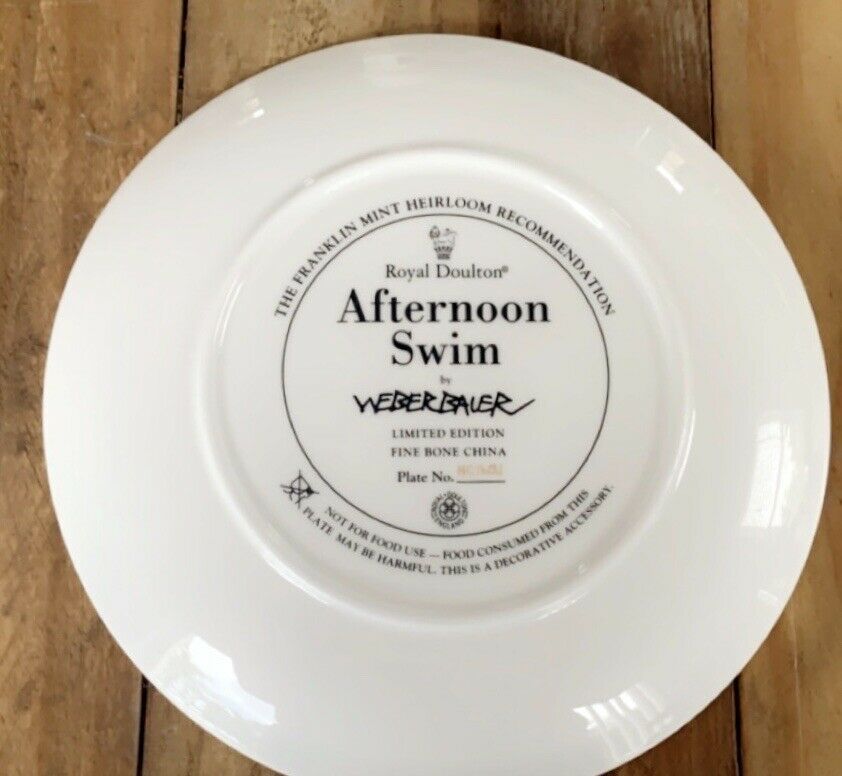 THE FRANKLIN MINT HEIRLOOM RECOMMENDATION
Royal Doulton®
Afternoon
Swim
by
WEBERBAUER
LIMITED EDITION
FINE BONE CHINA
Plate No.
NOT FOR FOOD USE — FOOD CONSUMED FROM THIS
PLATE MAY BE HARMFUL. THIS IS A DECORATIVE ACCESSORY.